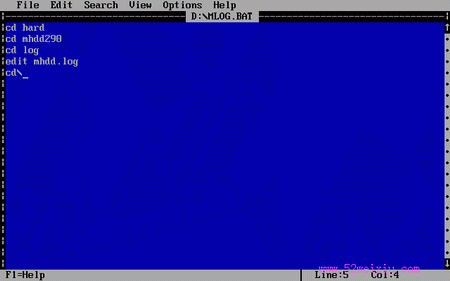 File Edit Search View Options Help
D:\MLOG.BAT
cd hard
cd mhdd290
cd log
edit mhdd.log
cd\_
www.52weixiu.com
F1=Help Line:5 Col:4